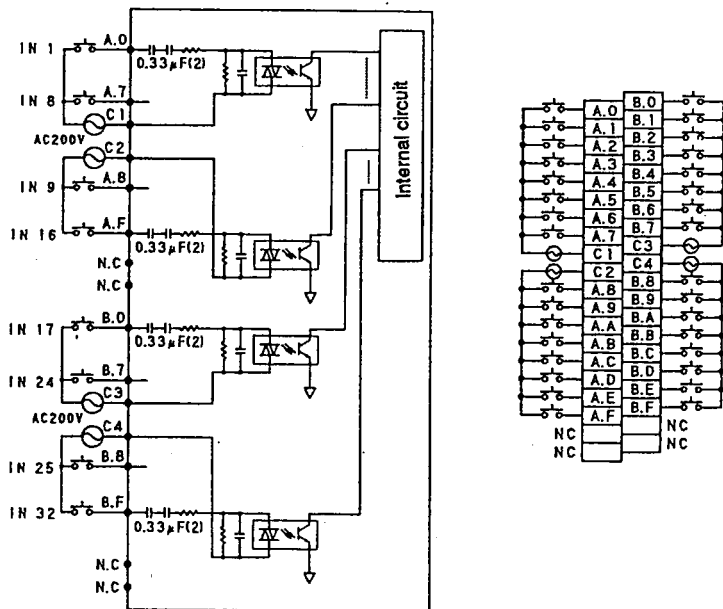 IN 1 A.0
0.33μF(2)
IN 8 A.7
C1
AC200V
C2
IN 9 A.8
IN 16 A.F
0.33μF(2)
N.C
N.C
IN 17 B.0
0.33μF(2)
IN 24 B.7
C3
AC200V
C4
IN 25 B.8
IN 32 B.F
0.33μF(2)
N.C
N.C
Internal circuit
A.0 B.0
A.1 B.1
A.2 B.2
A.3 B.3
A.4 B.4
A.5 B.5
A.6 B.6
A.7 B.7
C1 C3
C2 C4
A.8 B.8
A.9 B.9
A.A B.A
A.B B.B
A.C B.C
A.D B.D
A.E B.E
A.F B.F
NC NC
NC NC